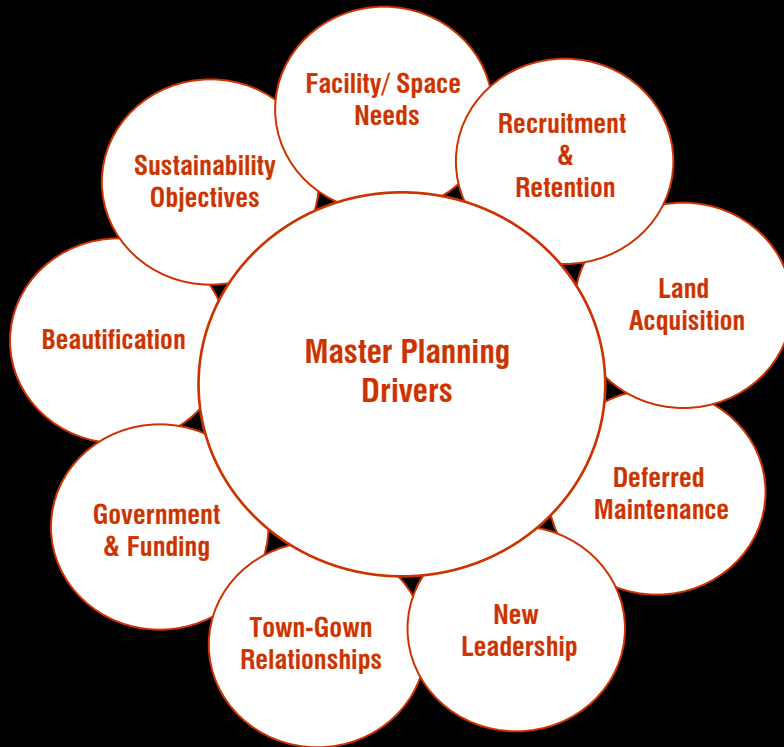 Facility/ Space
Needs
Recruitment
&
Retention
Sustainability
Objectives
Land
Acquisition
Beautification
Master Planning
Drivers
Deferred
Maintenance
Government
& Funding
New
Leadership
Town-Gown
Relationships